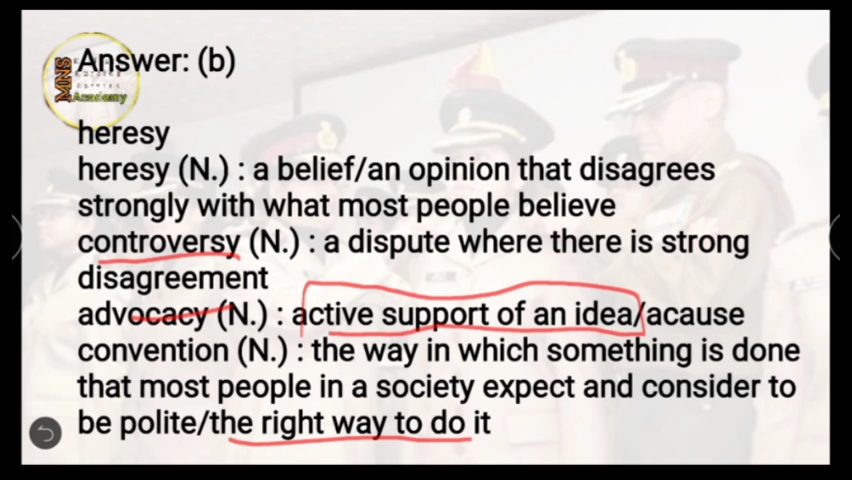 Answer: (b)
MNS
Academy
heresy
heresy (N.) : a belief/an opinion that disagrees
strongly with what most people believe
controversy (N.) : a dispute where there is strong
disagreement
advocacy (N.) : active support of an idea/acause
convention (N.) : the way in which something is done
that most people in a society expect and consider to
be polite/the right way to do it